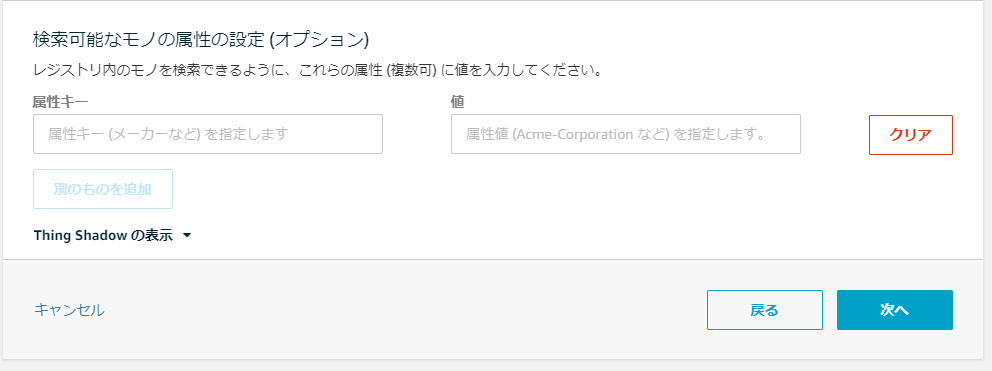 検索可能なモノの属性の設定 (オプション)
レジストリ内のモノを検索できるように、これらの属性 (複数可) に値を入力してください。
属性キー 値
属性キー (メーカーなど) を指定します 属性値 (Acme-Corporation など) を指定します。 クリア
別のものを追加
Thing Shadow の表示
キャンセル 戻る 次へ